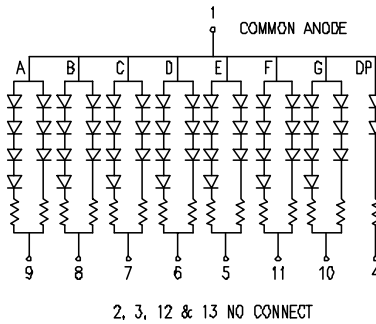 1
COMMON ANODE
A B C D E F G DP
9 8 7 6 5 11 10 4
2, 3, 12 & 13 NO CONNECT